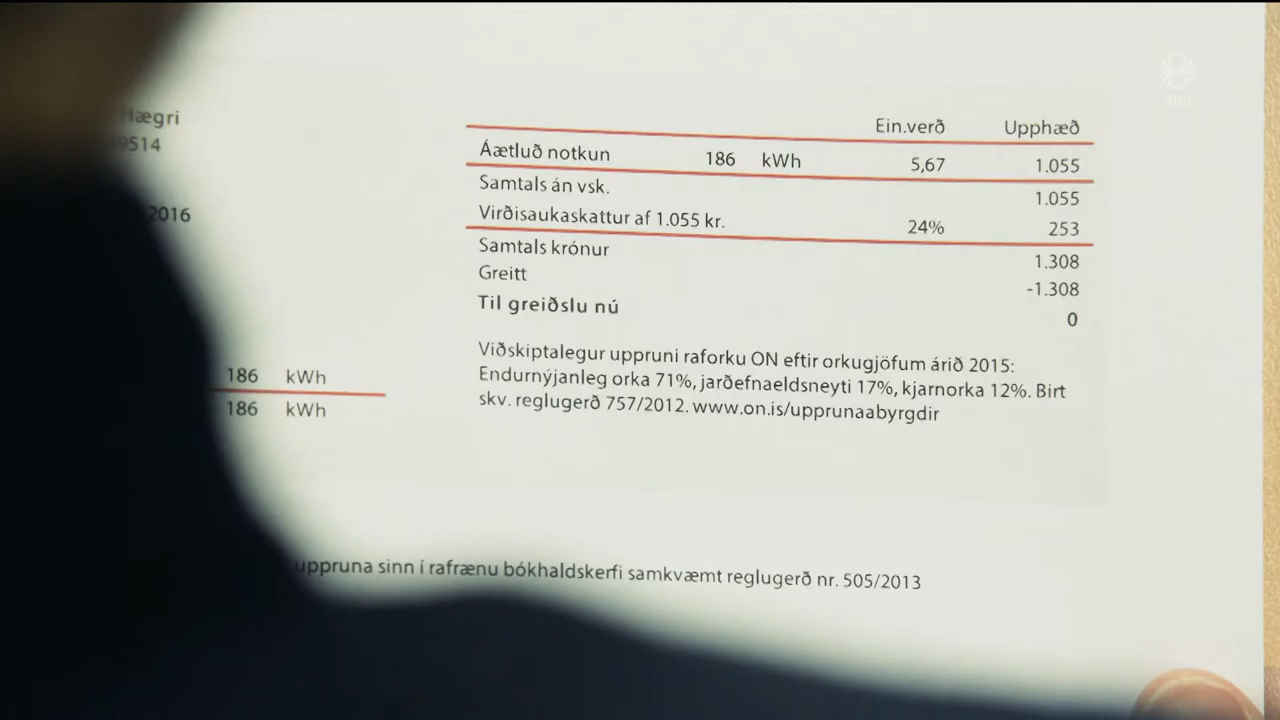 Hægri
9514
2016
186 kWh
186 kWh
Ein.verð Upphæð
Áætluð notkun 186 kWh 5,67 1.055
Samtals án vsk. 1.055
Virðisaukaskattur af 1.055 kr. 24% 253
Samtals krónur 1.308
Greitt -1.308
Til greiðslu nú 0
Viðskiptalegur uppruni raforku ON eftir orkugjöfum árið 2015:
Endurnýjanleg orka 71%, jarðefnaeldsneyti 17%, kjarnorka 12%. Birt
skv. reglugerð 757/2012. www.on.is/upprunaabyrgdir
uppruna sinn í rafrænu bókhaldskerfi samkvæmt reglugerð nr. 505/2013